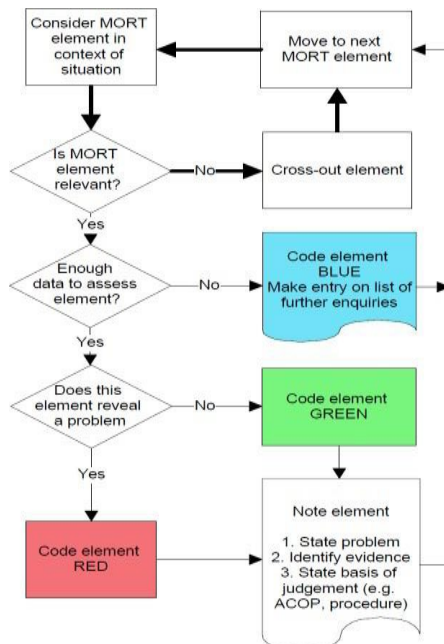 Consider MORT
element in
context of
situation
Move to next
MORT element
Is MORT
element
relevant?
No
Cross-out element
Yes
Enough
data to assess
element?
No
Code element
BLUE
Make entry on list of
further enquiries
Yes
Does this
element reveal
a problem
No
Code element
GREEN
Yes
Code element
RED
Note element
1. State problem
2. Identify evidence
3. State basis of
judgement (e.g.
ACOP, procedure)